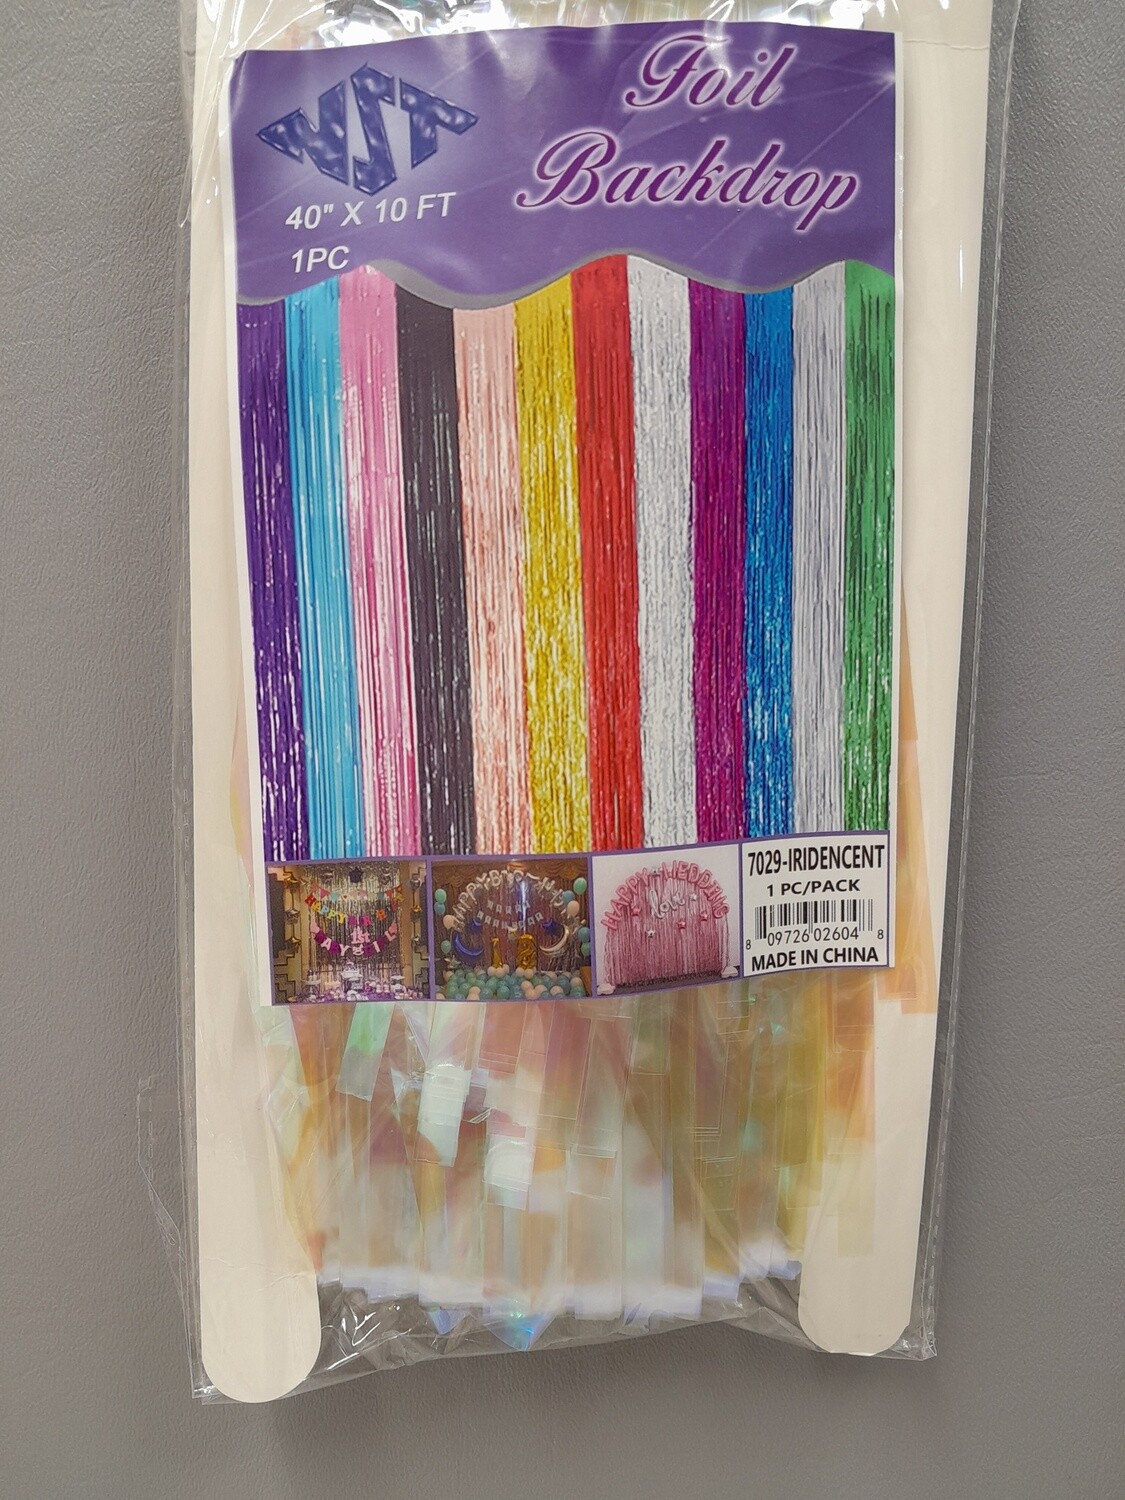 WST
Foil
Backdrop
40" X 10 FT
1PC
7029-IRIDENCENT
1 PC/PACK
8 09726 02604 8
MADE IN CHINA
HAPPY WEDDING